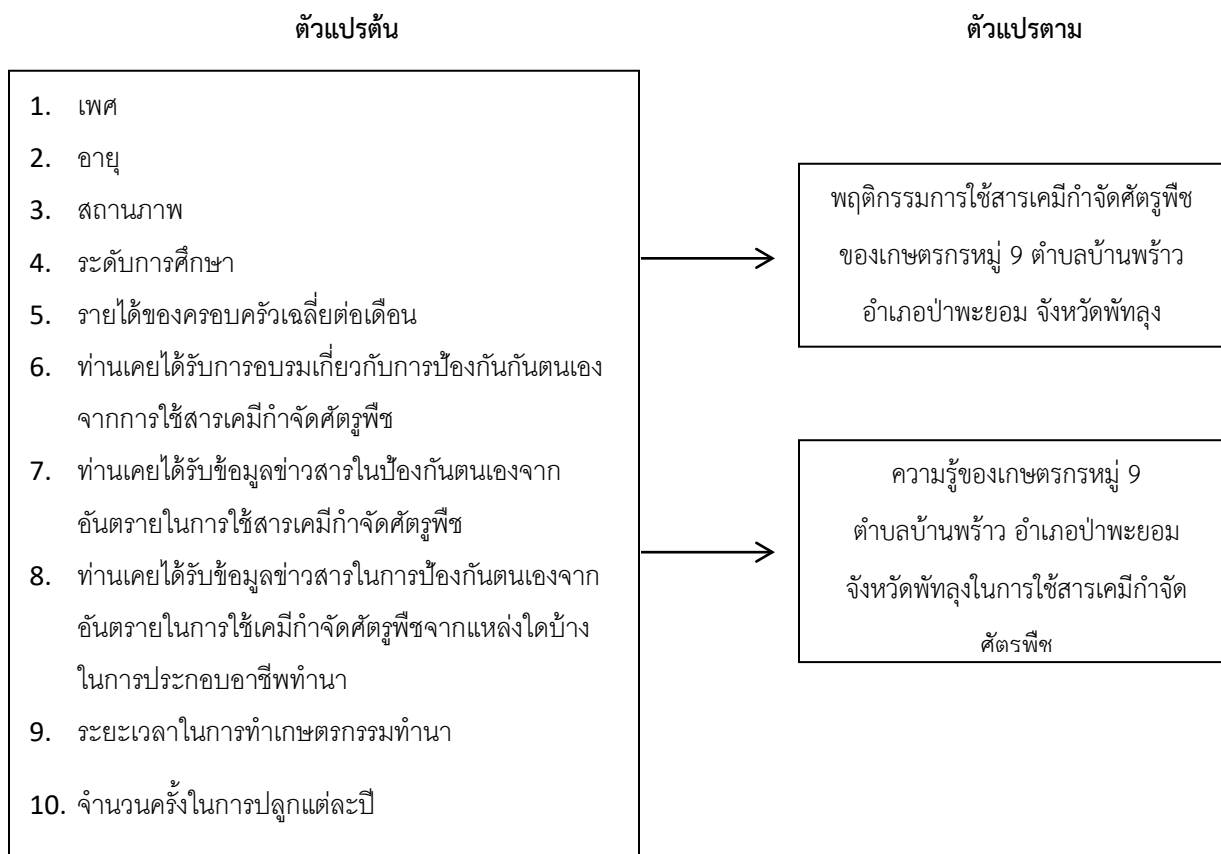 ตัวแปรต้น
ตัวแปรตาม
1. เพศ
2. อายุ
3. สถานภาพ
4. ระดับการศึกษา
5. รายได้ของครอบครัวเฉลี่ยต่อเดือน
6. ท่านเคยได้รับการอบรมเกี่ยวกับการป้องกันกันตนเอง
จากการใช้สารเคมีกำจัดศัตรูพืช
7. ท่านเคยได้รับข้อมูลข่าวสารในป้องกันตนเองจาก
อันตรายในการใช้สารเคมีกำจัดศัตรูพืช
8. ท่านเคยได้รับข้อมูลข่าวสารในการป้องกันตนเองจาก
อันตรายในการใช้เคมีกำจัดศัตรูพืชจากแหล่งใดบ้าง
ในการประกอบอาชีพทำนา
9. ระยะเวลาในการทำเกษตรกรรมทำนา
10. จำนวนครั้งในการปลูกแต่ละปี
พฤติกรรมการใช้สารเคมีกำจัดศัตรูพืช
ของเกษตรกรหมู่ 9 ตำบลบ้านพร้าว
อำเภอป่าพะยอม จังหวัดพัทลุง
ความรู้ของเกษตรกรหมู่ 9
ตำบลบ้านพร้าว อำเภอป่าพะยอม
จังหวัดพัทลุงในการใช้สารเคมีกำจัด
ศัตรูพืช